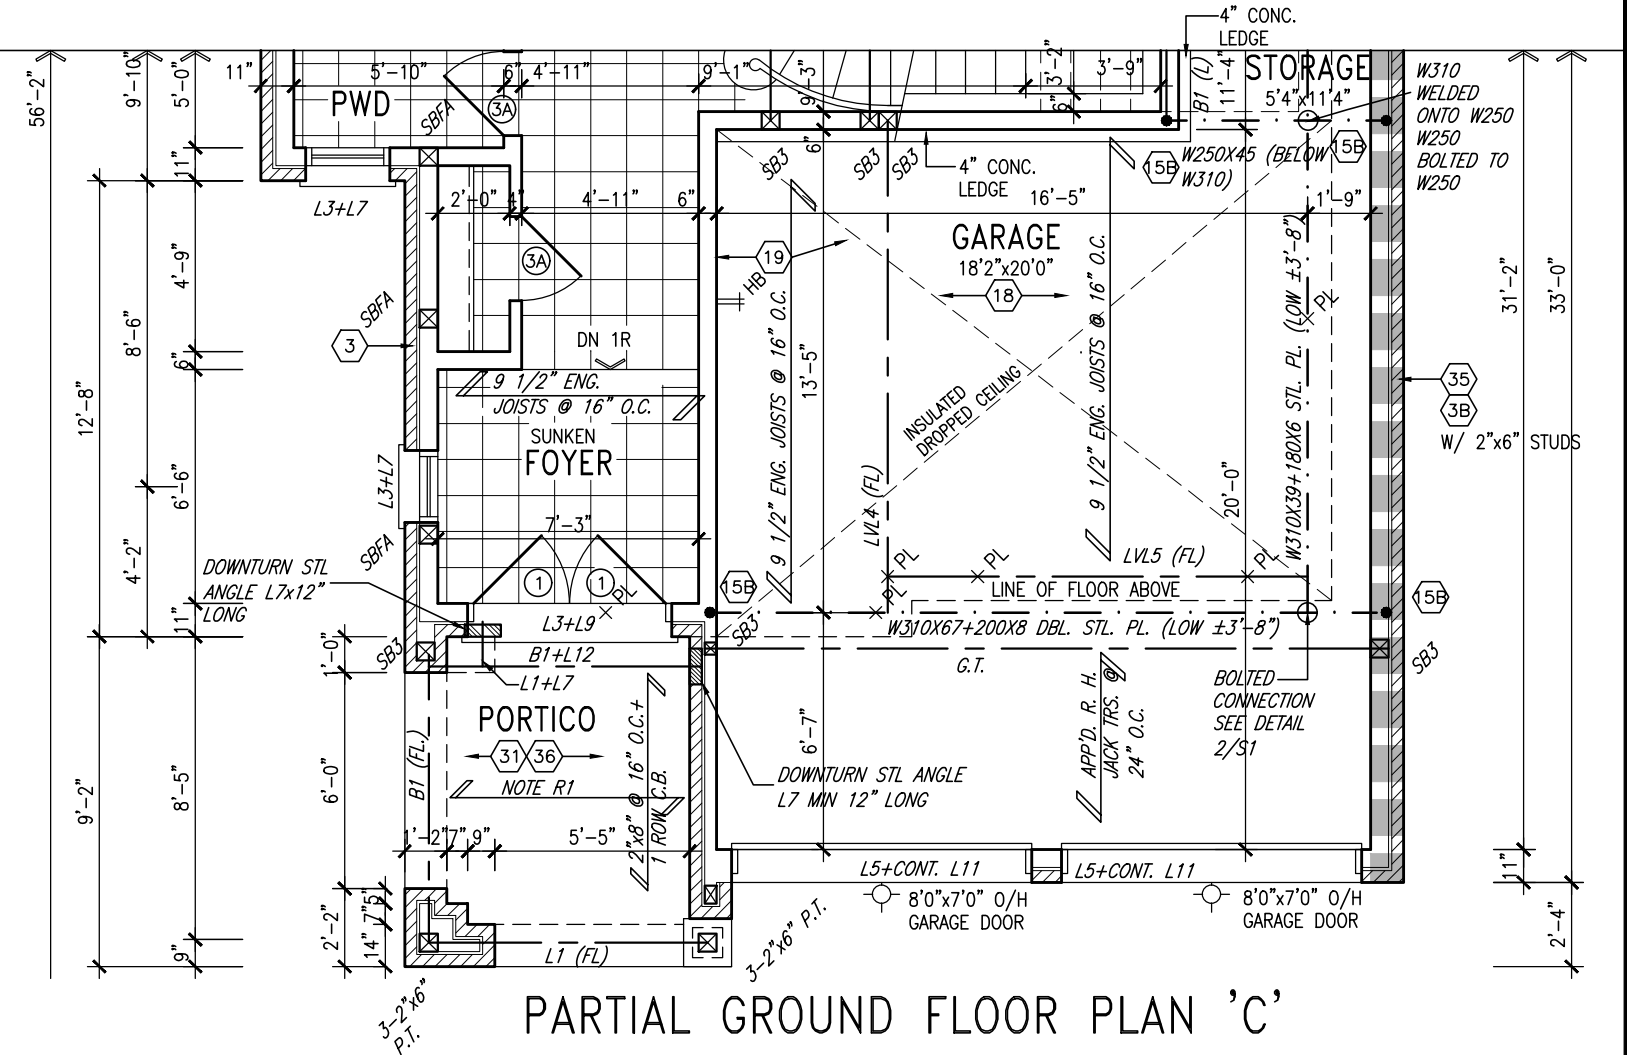 4" CONC.
LEDGE
STORAGE
5'4"x11'4"
W310
WELDED
ONTO W250
W250
BOLTED TO
W250
56'-2"
9'-10"
5'-0"
11"
5'-10"
6"
4'-11"
9'-1"
9'-3"
3'-2"
6"
3'-9"
B1 (L)
11'-4"
PWD
SBFA
3A
6"
SB3
SB3
SB3
4" CONC.
LEDGE
15B
W250X45 (BELOW
W310)
15B
11"
L3+L7
2'-0"
4"
4'-11"
6"
16'-5"
1'-9"
GARAGE
18'2"x20'0"
18
19
HB
3A
4'-9"
8'-6"
6"
3
SBFA
DN 1R
9 1/2" ENG.
JOISTS @ 16" O.C.
SUNKEN
FOYER
12'-8"
6'-6"
4'-2"
L3+L7
SBFA
7'-3"
1
1
PL
9 1/2" ENG. JOISTS @ 16" O.C.
13'-5"
LVL4 (FL)
INSULATED
DROPPED CEILING
9 1/2" ENG. JOISTS @ 16" O.C.
20'-0"
W310X39+180X6 STL. PL. (LOW ±3'-8")
PL
31'-2"
33'-0"
35
3B
W/ 2"x6" STUDS
DOWNTURN STL
ANGLE L7x12"
LONG
11"
15B
PL
PL
PL
LVL5 (FL)
PL
LINE OF FLOOR ABOVE
15B
L3+L9
SB3
W310X67+200X8 DBL. STL. PL. (LOW ±3'-8")
SB3
1'-0"
B1+L12
L1+L7
G.T.
SB3
BOLTED
CONNECTION
SEE DETAIL
2/S1
PORTICO
31
36
NOTE R1
B1 (FL.)
2"x8" @ 16" O.C.+
1 ROW C.B.
6'-7"
APP'D. R. H.
JACK TRS. @
24" O.C.
DOWNTURN STL ANGLE
L7 MIN 12" LONG
9'-2"
8'-5"
6'-0"
1'-2"
7"
9"
5'-5"
L5+CONT. L11
L5+CONT. L11
11"
8'0"x7'0" O/H
GARAGE DOOR
8'0"x7'0" O/H
GARAGE DOOR
2'-4"
9"
2'-2"
14"
7"
5"
L1 (FL)
3-2"x6" P.T.
3-2"x6"
P.T.
PARTIAL GROUND FLOOR PLAN 'C'